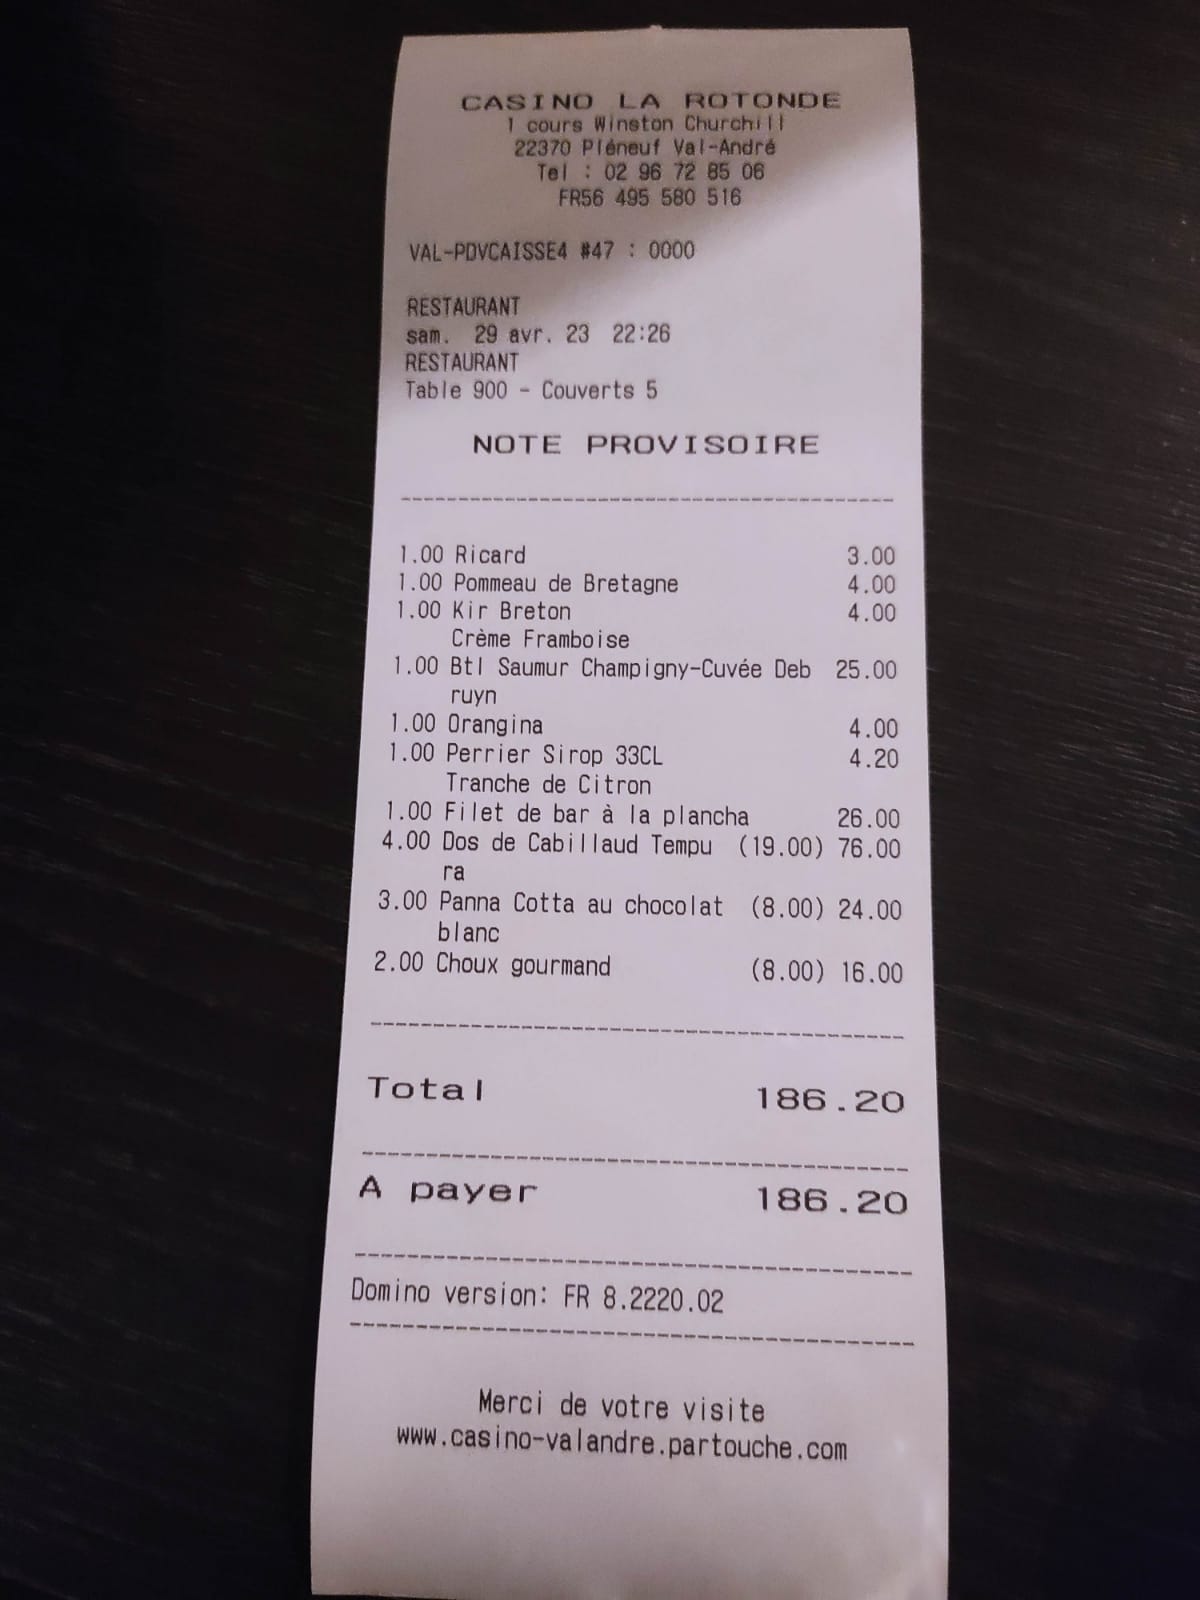 CASINO LA ROTONDE
1 cours Winston Churchill
22370 Pléneuf Val-André
Tel : 02 96 72 85 06
FR56 495 580 516
VAL-PDVCAISSE4 #47 : 0000
RESTAURANT
sam. 29 avr. 23 22:26
RESTAURANT
Table 900 - Couverts 5
NOTE PROVISOIRE
1.00 Ricard 3.00
1.00 Pommeau de Bretagne 4.00
1.00 Kir Breton 4.00
Crème Framboise
1.00 Btl Saumur Champigny-Cuvée Deb 25.00
ruyn
1.00 Orangina 4.00
1.00 Perrier Sirop 33CL 4.20
Tranche de Citron
1.00 Filet de bar à la plancha 26.00
4.00 Dos de Cabillaud Tempu (19.00) 76.00
ra
3.00 Panna Cotta au chocolat (8.00) 24.00
blanc
2.00 Choux gourmand (8.00) 16.00
Total 186.20
A payer 186.20
Domino version: FR 8.2220.02
Merci de votre visite
www.casino-valandre.partouche.com